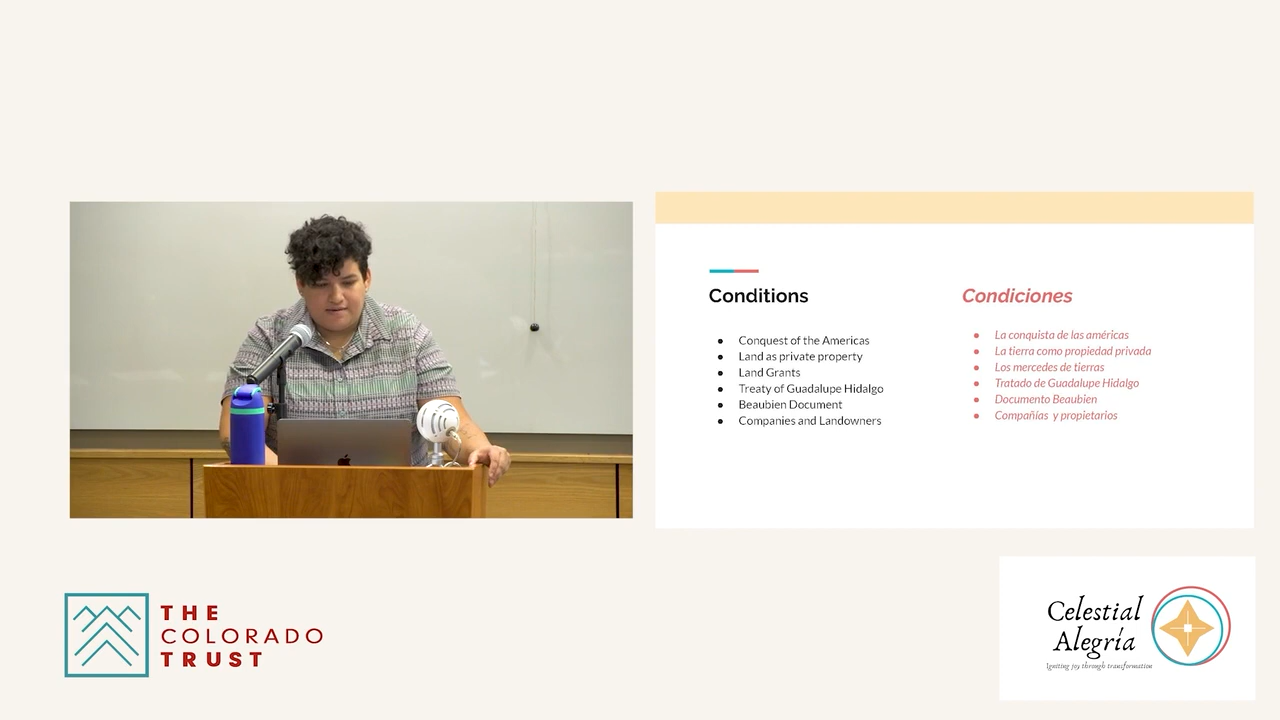 Conditions
Conquest of the Americas
Land as private property
Land Grants
Treaty of Guadalupe Hidalgo
Beaubien Document
Companies and Landowners
Condiciones
La conquista de las américas
La tierra como propiedad privada
Los mercedes de tierras
Tratado de Guadalupe Hidalgo
Documento Beaubien
Compañías y propietarios
THE
COLORADO
TRUST
Celestial
Alegría
Igniting joy through transformation